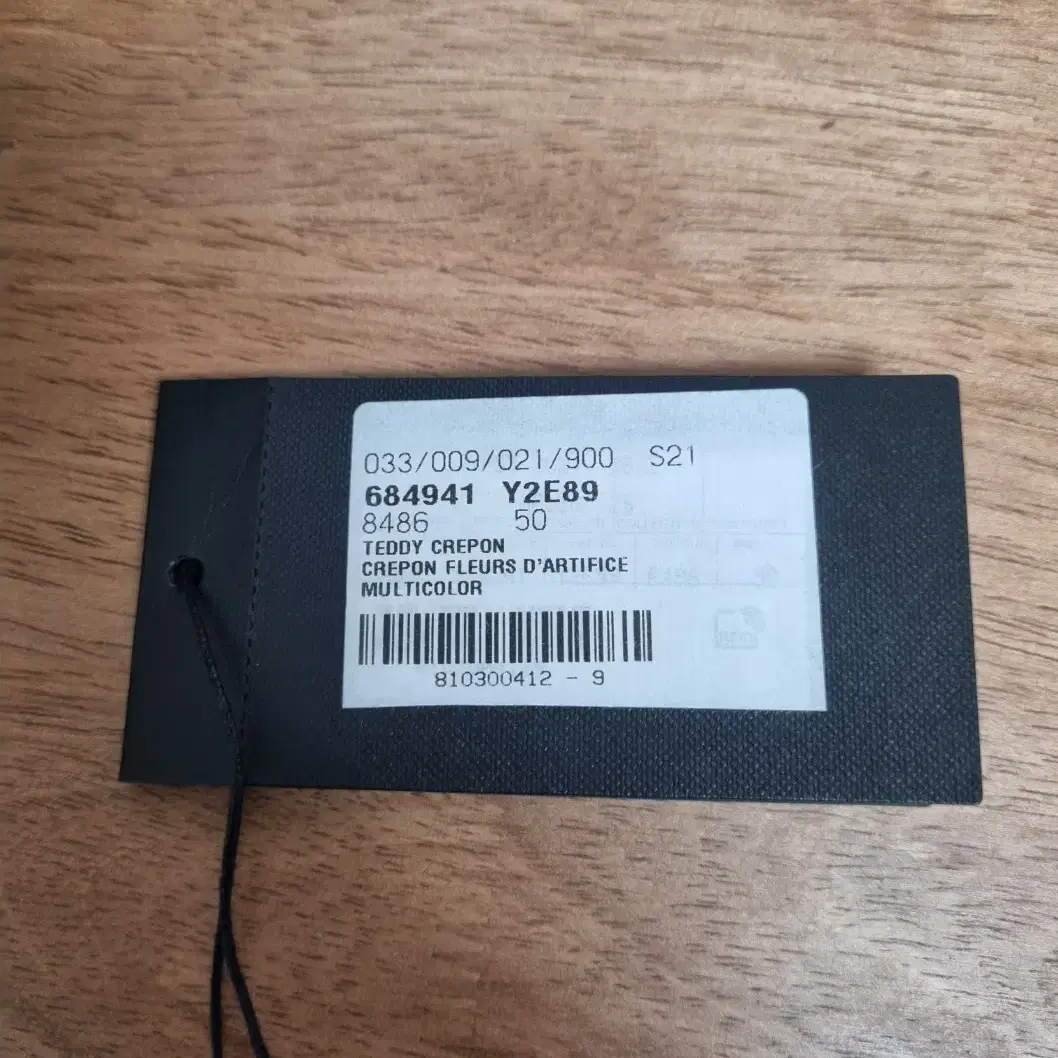 033/009/021/900 S21
684941 Y2E89
8486 50
TEDDY CREPON
CREPON FLEURS D'ARTIFICE
MULTICOLOR
810300412 - 9